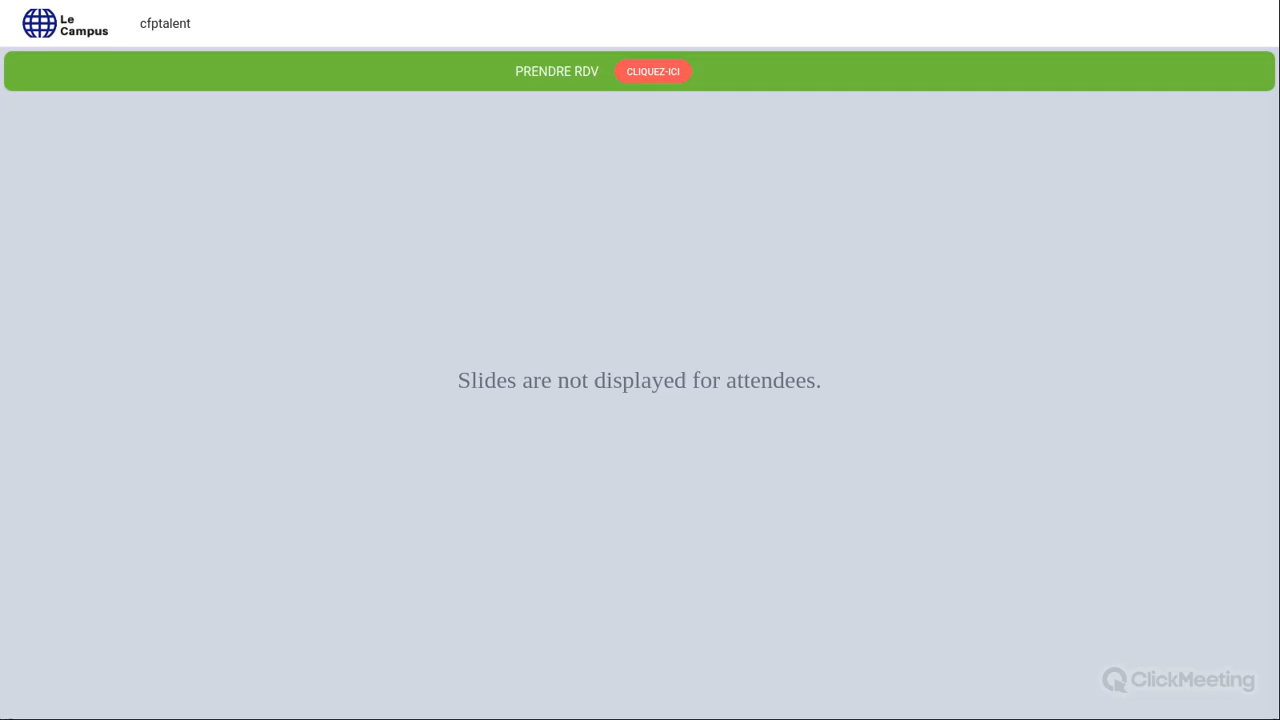 Le
Campus
cfptalent
PRENDRE RDV
CLIQUEZ-ICI
Slides are not displayed for attendees.
ClickMeeting